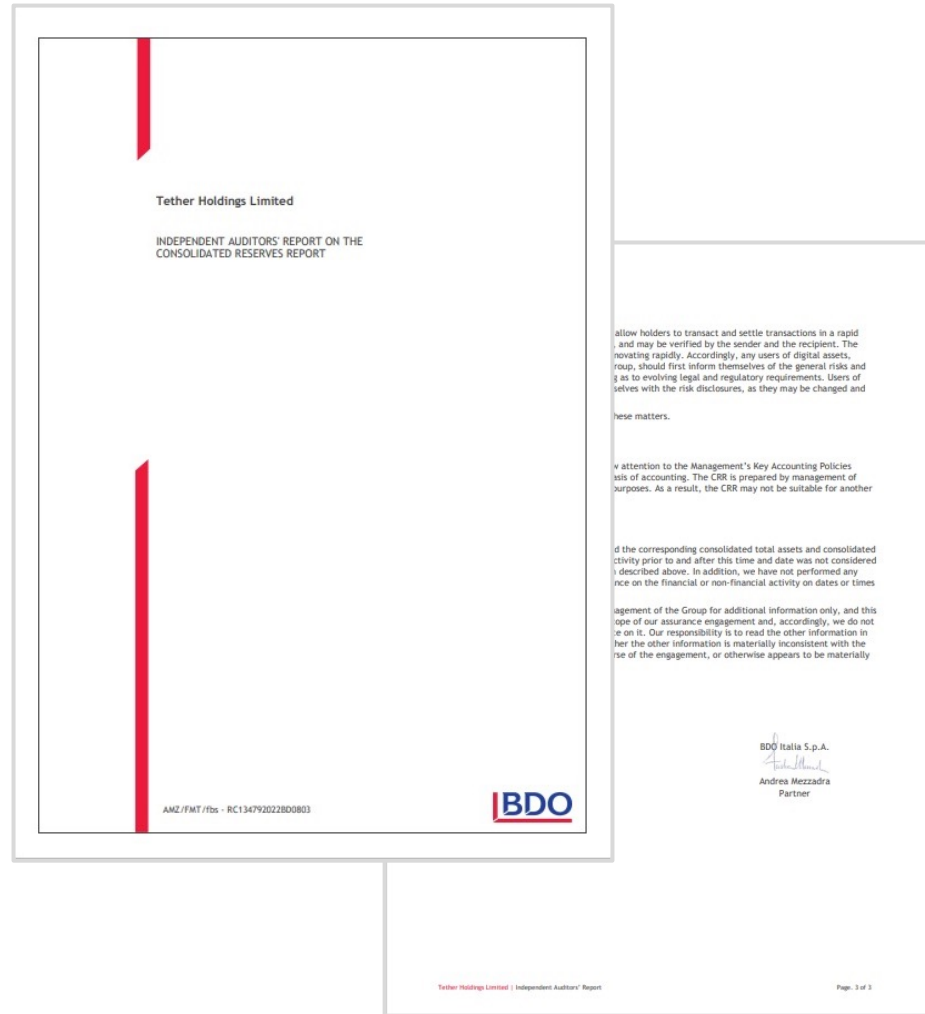 Tether Holdings Limited
INDEPENDENT AUDITORS' REPORT ON THE
CONSOLIDATED RESERVES REPORT
AMZ/FMT/fbs - RC134792022BD0803
BDO
allow holders to transact and settle transactions in a rapid
, and may be verified by the sender and the recipient. The
novating rapidly. Accordingly, any users of digital assets,
roup, should first inform themselves of the general risks and
g as to evolving legal and regulatory requirements. Users of
selves with the risk disclosures, as they may be changed and
hese matters.
w attention to the Management's Key Accounting Policies
asis of accounting. The CRR is prepared by management of
purposes. As a result, the CRR may not be suitable for another
d the corresponding consolidated total assets and consolidated
ctivity prior to and after this time and date was not considered
described above. In addition, we have not performed any
nce on the financial or non-financial activity on dates or times
agement of the Group for additional information only, and this
ope of our assurance engagement and, accordingly, we do not
e on it. Our responsibility is to read the other information in
her the other information is materially inconsistent with the
rse of the engagement, or otherwise appears to be materially
BDO Italia S.p.A.
Andrea Mezzadra
Partner
Tether Holdings Limited | Independent Auditors' Report
Page. 3 of 3